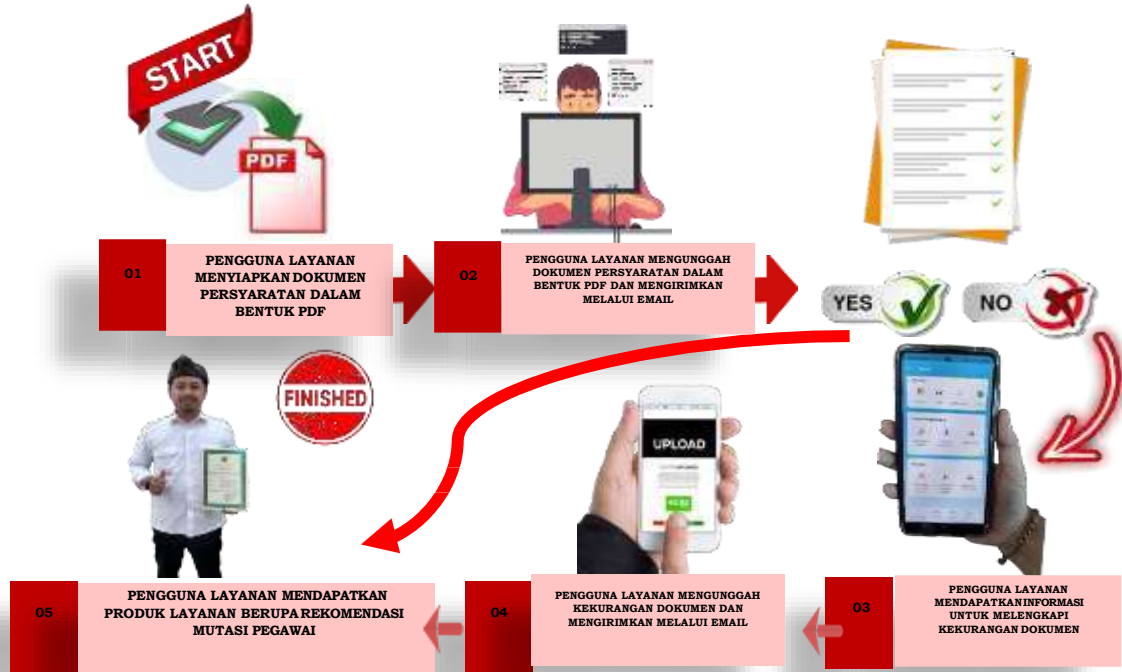 START
PDF
01
PENGGUNA LAYANAN
MENYIAPKAN DOKUMEN
PERSYARATAN DALAM
BENTUK PDF
02
PENGGUNA LAYANAN MENGUNGGAH
DOKUMEN PERSYARATAN DALAM
BENTUK PDF DAN MENGIRIMKAN
MELALUI EMAIL
YES
NO
FINISHED
UPLOAD
05
PENGGUNA LAYANAN MENDAPATKAN
PRODUK LAYANAN BERUPA REKOMENDASI
MUTASI PEGAWAI
04
PENGGUNA LAYANAN MENGUNGGAH
KEKURANGAN DOKUMEN DAN
MENGIRIMKAN MELALUI EMAIL
03
PENGGUNA LAYANAN
MENDAPATKAN INFORMASI
UNTUK MELENGKAPI
KEKURANGAN DOKUMEN